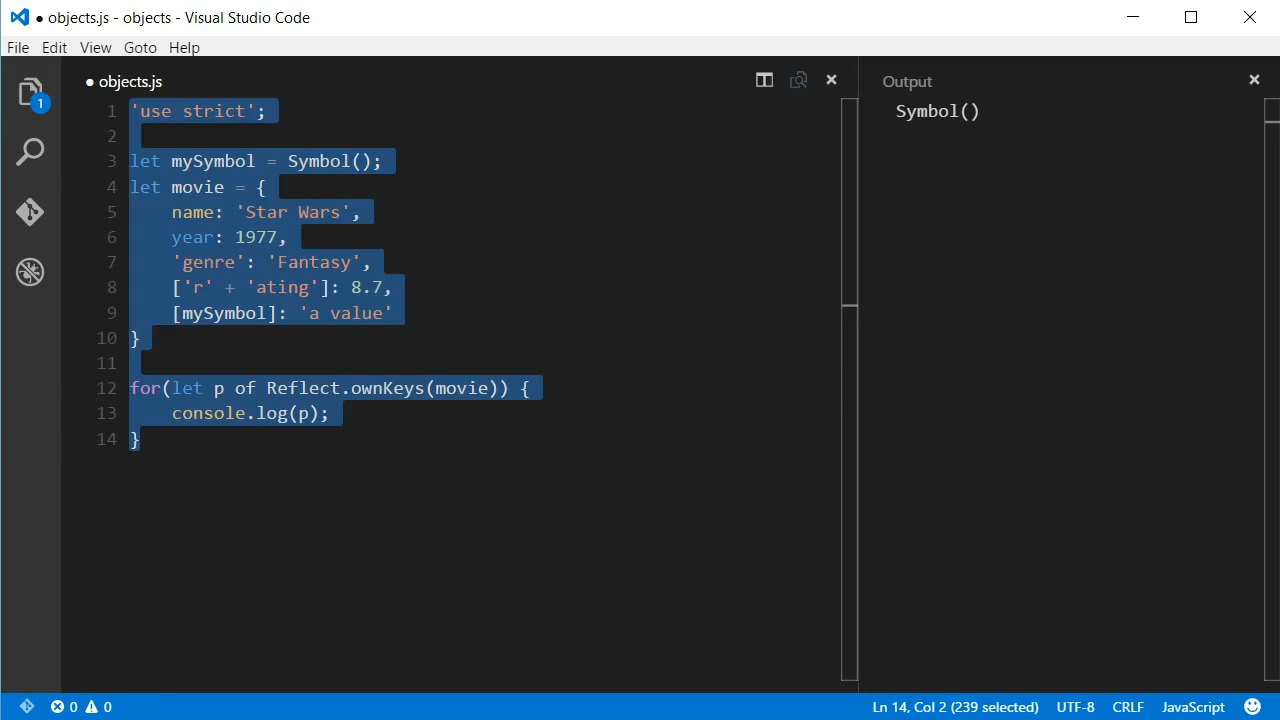 ● objects.js - objects - Visual Studio Code
File Edit View Goto Help
● objects.js
1 'use strict';
2
3 let mySymbol = Symbol();
4 let movie = {
5     name: 'Star Wars',
6     year: 1977,
7     'genre': 'Fantasy',
8     ['r' + 'ating']: 8.7,
9     [mySymbol]: 'a value'
10 }
11
12 for(let p of Reflect.ownKeys(movie)) {
13     console.log(p);
14 }
Output
Symbol()
1
0 0
Ln 14, Col 2 (239 selected) UTF-8 CRLF JavaScript